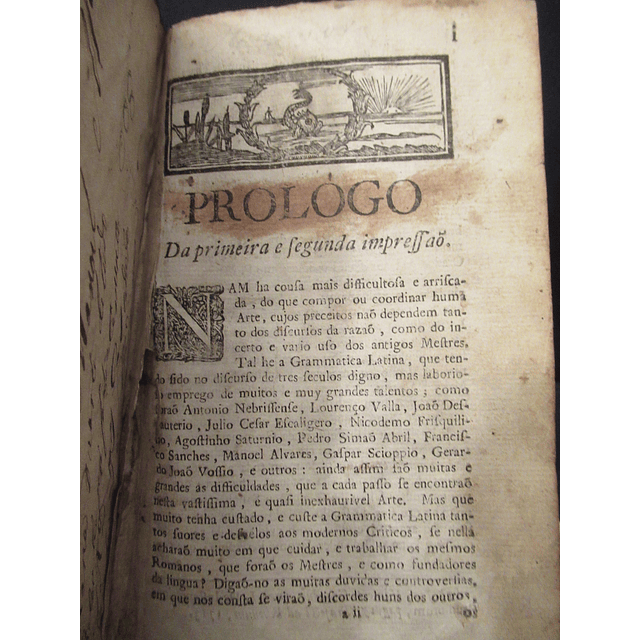 i
PROLOGO
Da primeira e ſegunda impreſſaõ.
NAM ha couſa mais difficultoſa e arriſca-
da, do que compor ou coordinar huma
Arte, cujos preceitos naõ dependem tan-
to dos diſcurſos da razaõ, como do in-
certo e vario uſo dos antigos Meſtres.
Tal he a Grammatica Latina, que ten-
do ſido no diſcurſo de tres ſeculos digno, mas laborio-
ſo emprego de muitos e muy grandes talentos; como
foraõ Antonio Nebriſſenſe, Lourenço Valla, Joaõ Deſ-
pauterio, Julio Ceſar Eſcaligero, Nicodemo Friſquili-
no, Agoſtinho Saturnio, Pedro Simaõ Abril, Franciſ-
co Sanches, Manoel Alvares, Gaſpar Scioppio, Gerar-
do Joaõ Voſſio, e outros: ainda aſſim ſaõ muitas e
grandes as difficuldades, que a cada paſſo ſe encontraõ
neſta vaſtiſſima, e quaſi inexhaurivel Arte. Mas que
muito tenha cuſtado, e cuſte a Grammatica Latina tan-
tos ſuores e deſvelos aos modernos Criticos, ſe nella
acharaõ muito em que cuidar, e trabalhar os meſmos
Romanos, que foraõ os Meſtres, e como fundadores
da lingua? Digaõ-no as muitas duvidas e controverſias,
em que nos conſta ſe viraõ, diſcordes huns dos outros,
a ii os